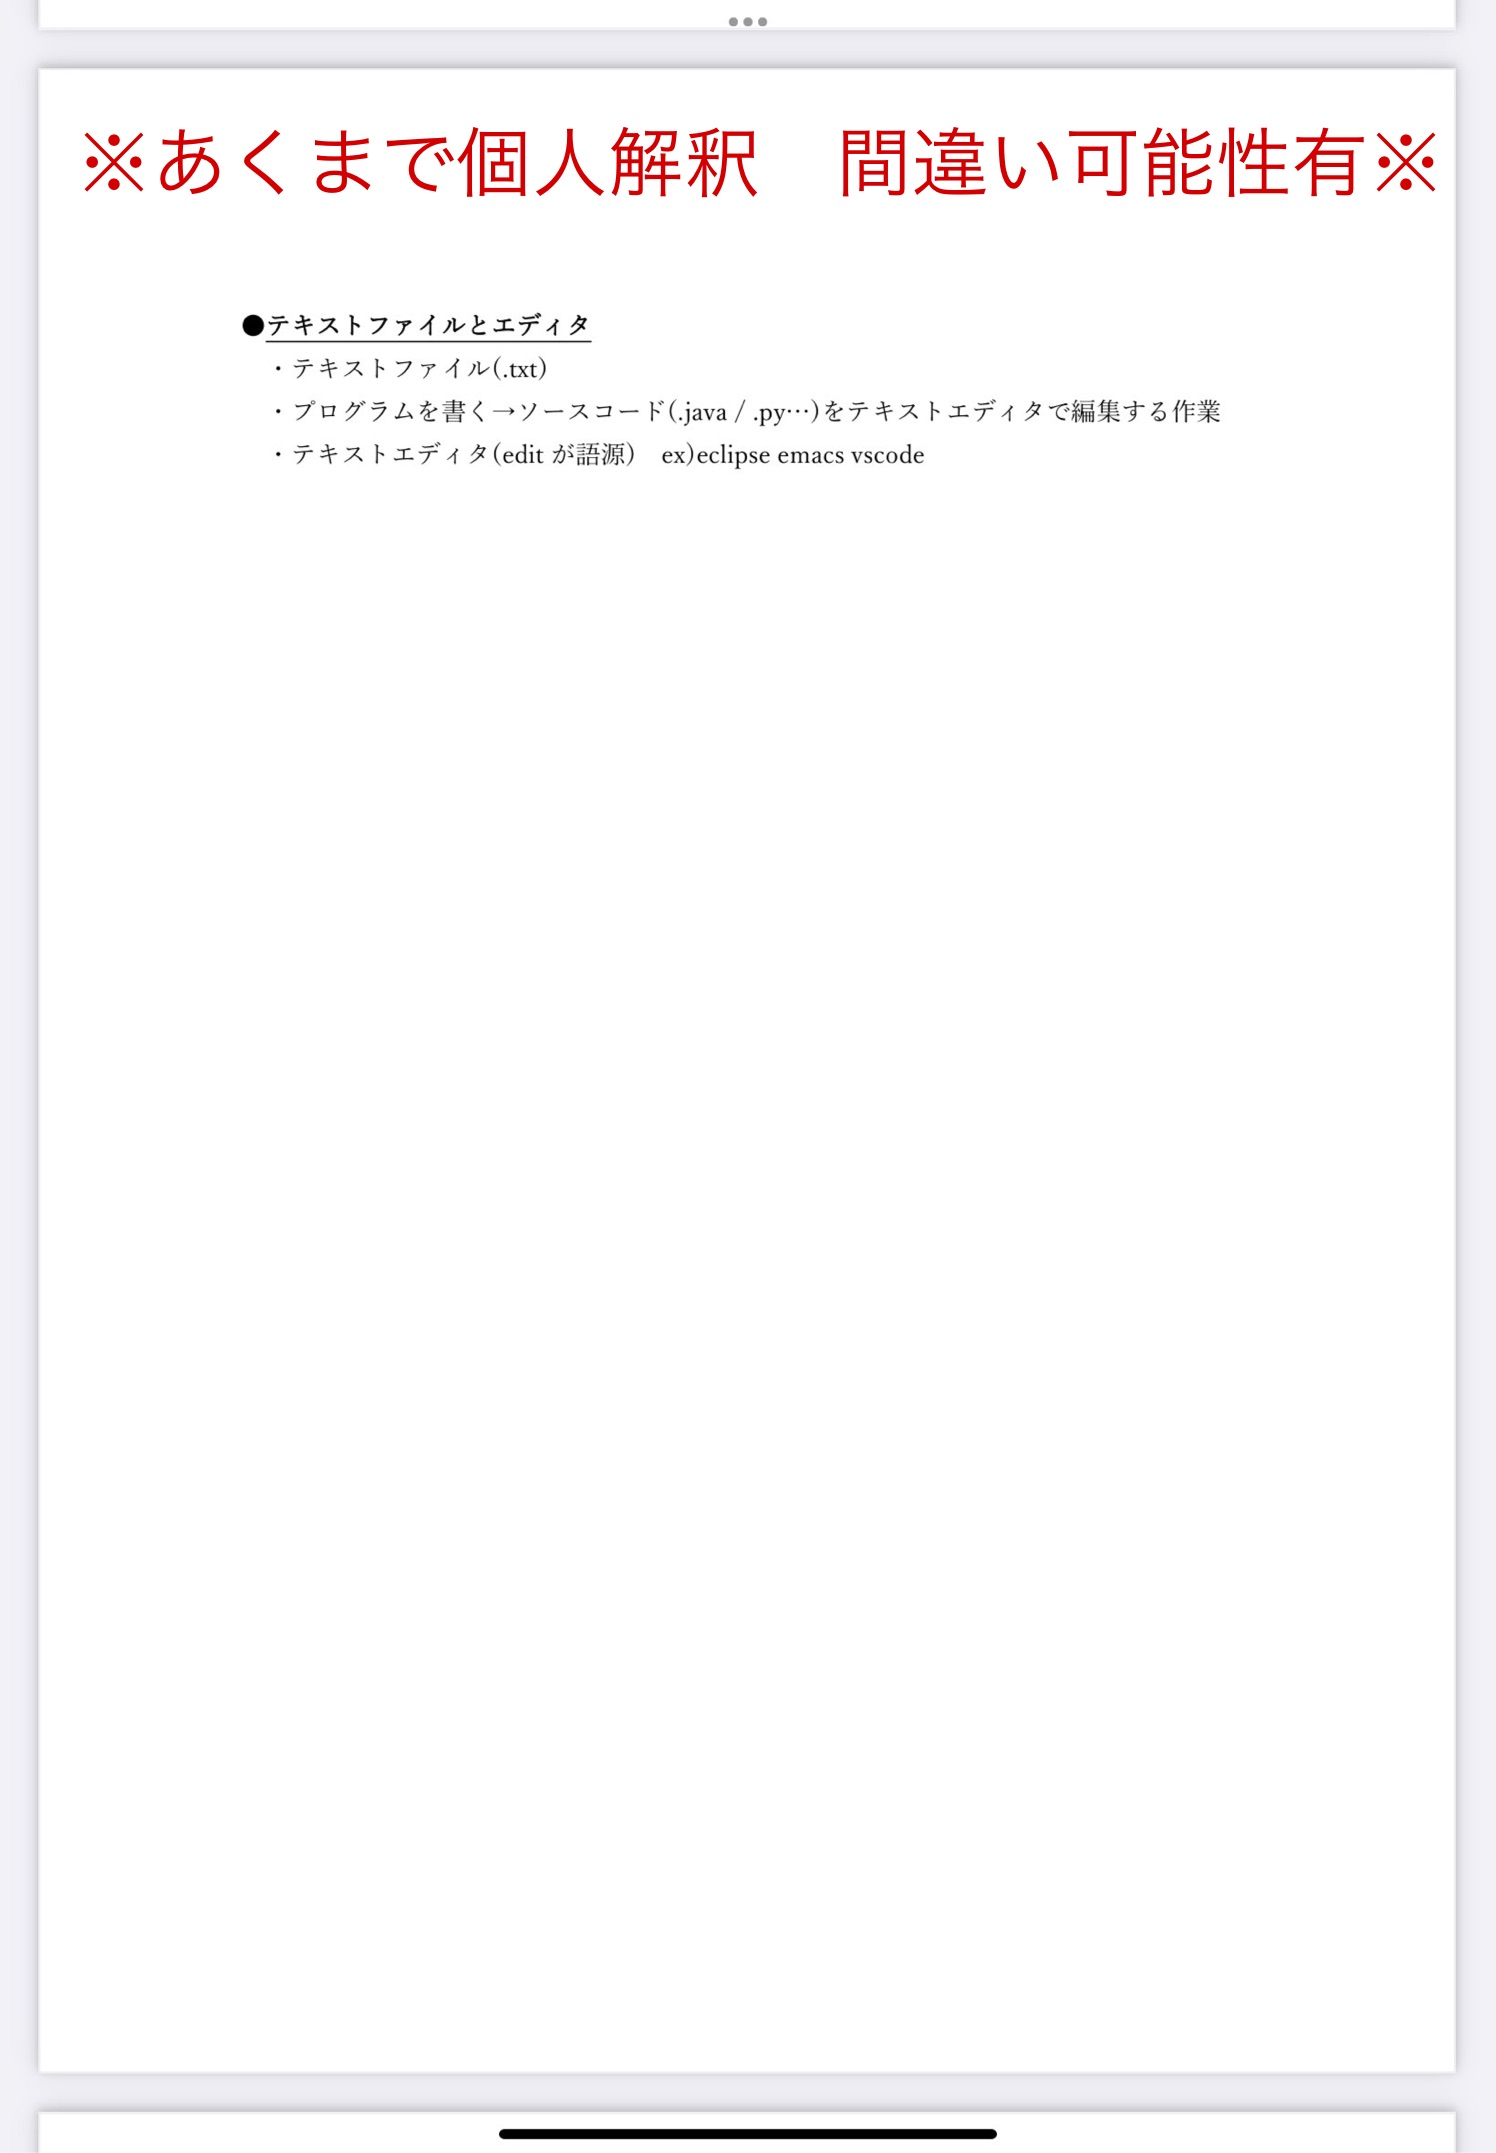 ※あくまで個人解釈　間違い可能性有※
●テキストファイルとエディタ
・テキストファイル(.txt)
・プログラムを書く→ソースコード(.java / .py…)をテキストエディタで編集する作業
・テキストエディタ(edit が語源)　ex)eclipse emacs vscode